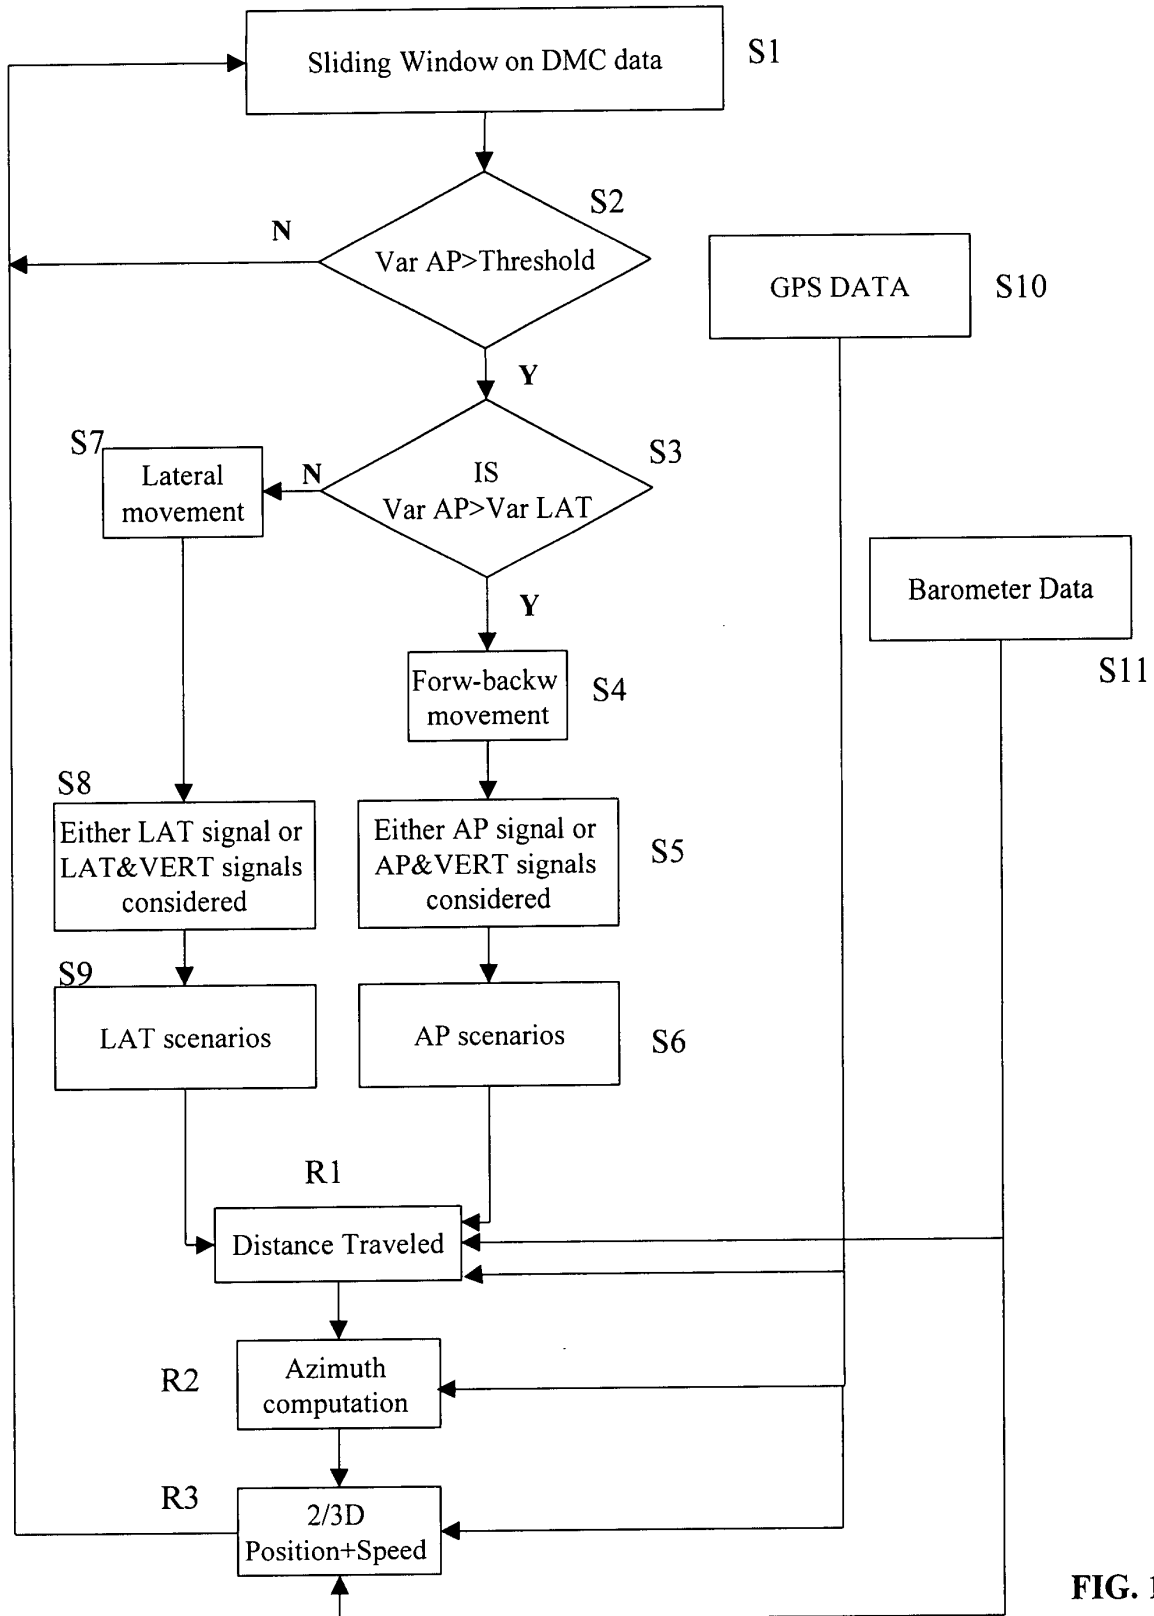 Sliding Window on DMC data
S1
S2
N
Var AP>Threshold
GPS DATA
S10
Y
S7
Lateral
movement
N
IS
Var AP>Var LAT
S3
Barometer Data
S11
Y
Forw-backw
movement
S4
S8
Either LAT signal or
LAT&VERT signals
considered
Either AP signal or
AP&VERT signals
considered
S5
S9
LAT scenarios
AP scenarios
S6
R1
Distance Traveled
R2
Azimuth
computation
R3
2/3D
Position+Speed
FIG. 1